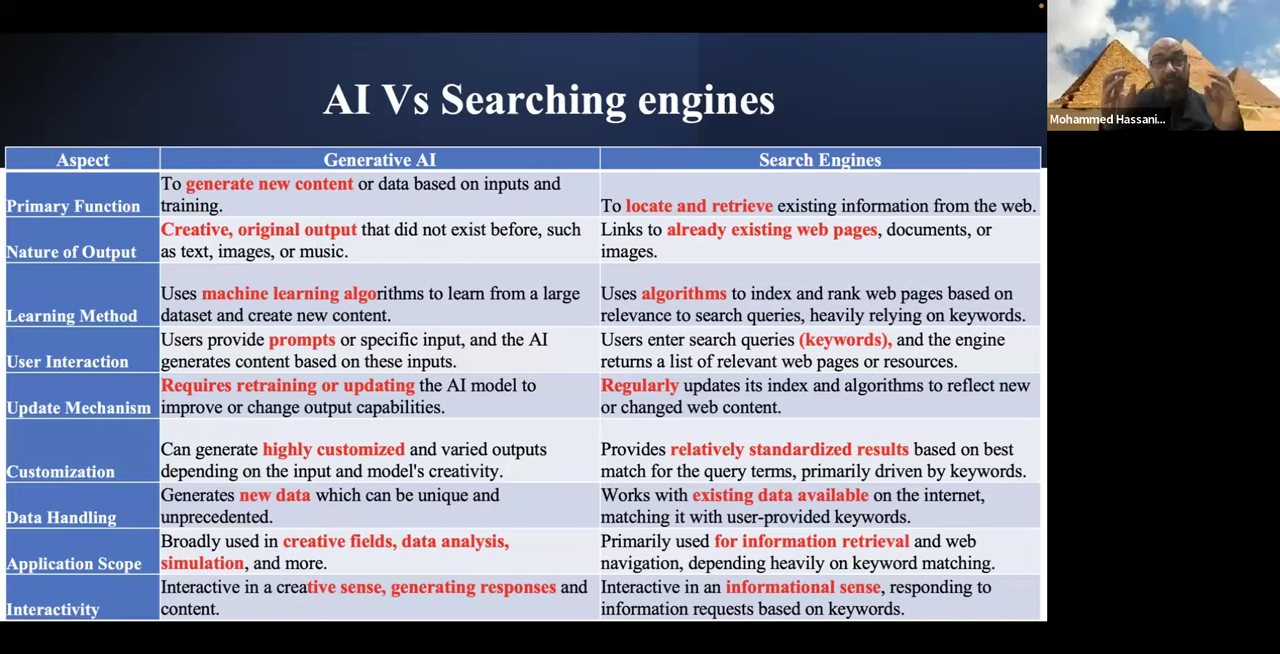 AI Vs Searching engines
Mohammed Hassani...
Aspect
Generative AI
Search Engines
Primary Function
To generate new content or data based on inputs and
training.
To locate and retrieve existing information from the web.
Nature of Output
Creative, original output that did not exist before, such
as text, images, or music.
Links to already existing web pages, documents, or
images.
Learning Method
Uses machine learning algorithms to learn from a large
dataset and create new content.
Uses algorithms to index and rank web pages based on
relevance to search queries, heavily relying on keywords.
User Interaction
Users provide prompts or specific input, and the AI
generates content based on these inputs.
Users enter search queries (keywords), and the engine
returns a list of relevant web pages or resources.
Update Mechanism
Requires retraining or updating the AI model to
improve or change output capabilities.
Regularly updates its index and algorithms to reflect new
or changed web content.
Customization
Can generate highly customized and varied outputs
depending on the input and model's creativity.
Provides relatively standardized results based on best
match for the query terms, primarily driven by keywords.
Data Handling
Generates new data which can be unique and
unprecedented.
Works with existing data available on the internet,
matching it with user-provided keywords.
Application Scope
Broadly used in creative fields, data analysis,
simulation, and more.
Primarily used for information retrieval and web
navigation, depending heavily on keyword matching.
Interactivity
Interactive in a creative sense, generating responses and
content.
Interactive in an informational sense, responding to
information requests based on keywords.